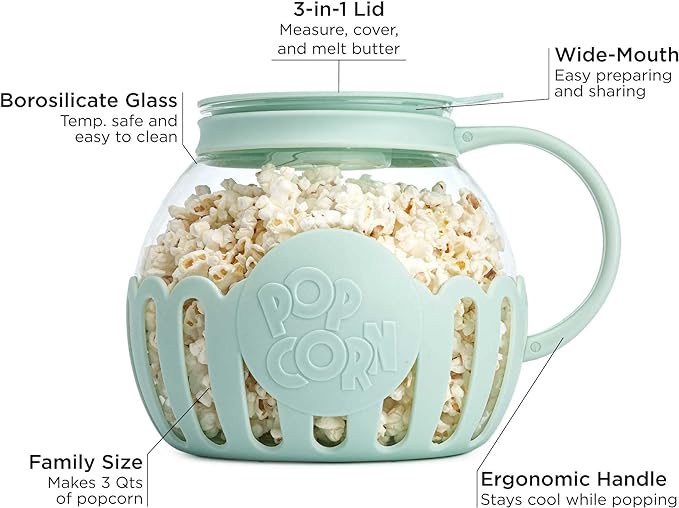 3-in-1 Lid
Measure, cover,
and melt butter
Wide-Mouth
Easy preparing
and sharing
Borosilicate Glass
Temp. safe and
easy to clean
POP
CORN
Family Size
Makes 3 Qts
of popcorn
Ergonomic Handle
Stays cool while popping